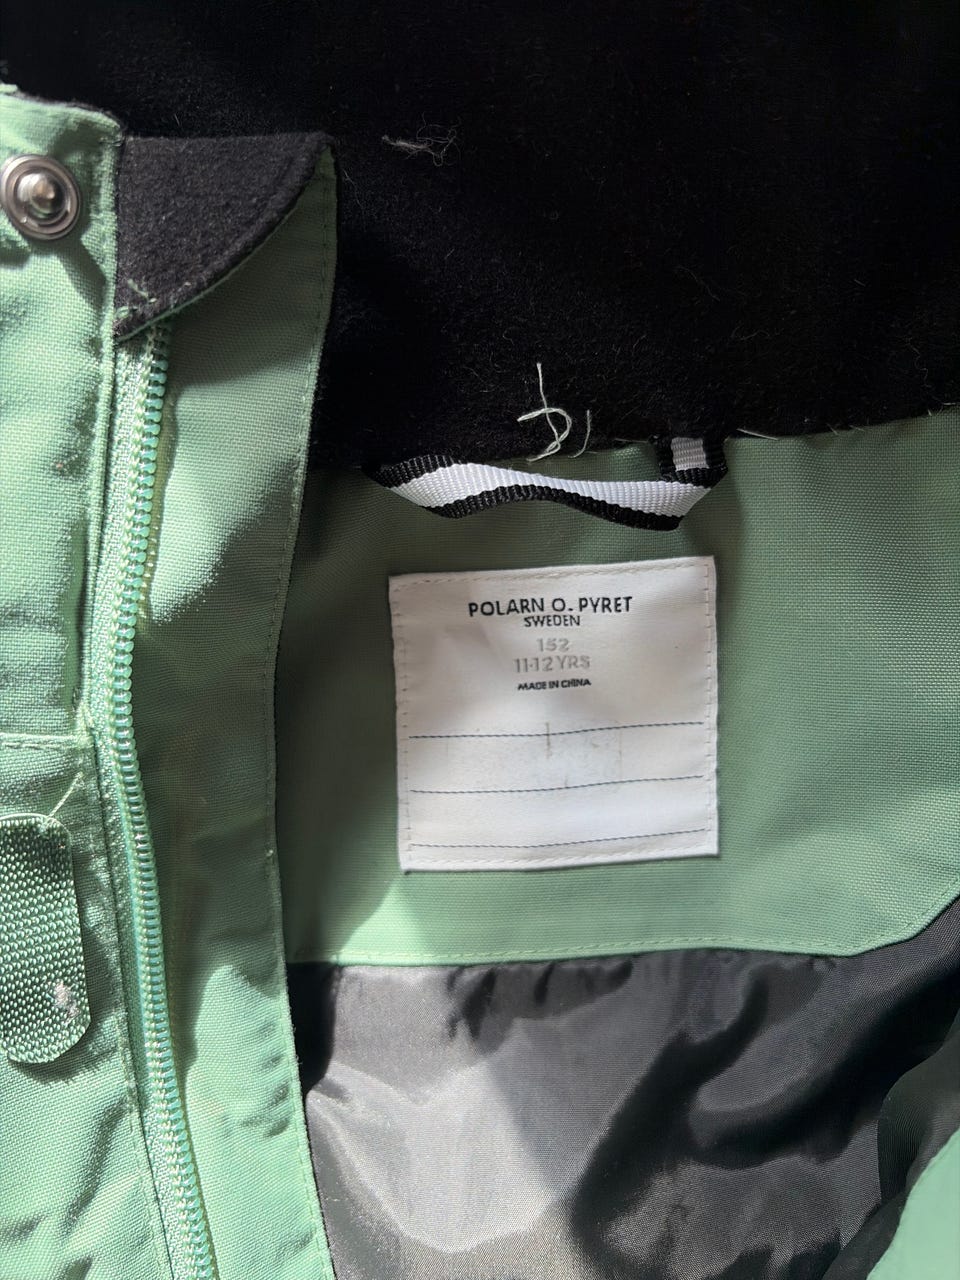 POLARN O. PYRET
SWEDEN
152
11-12 YRS
MADE IN CHINA